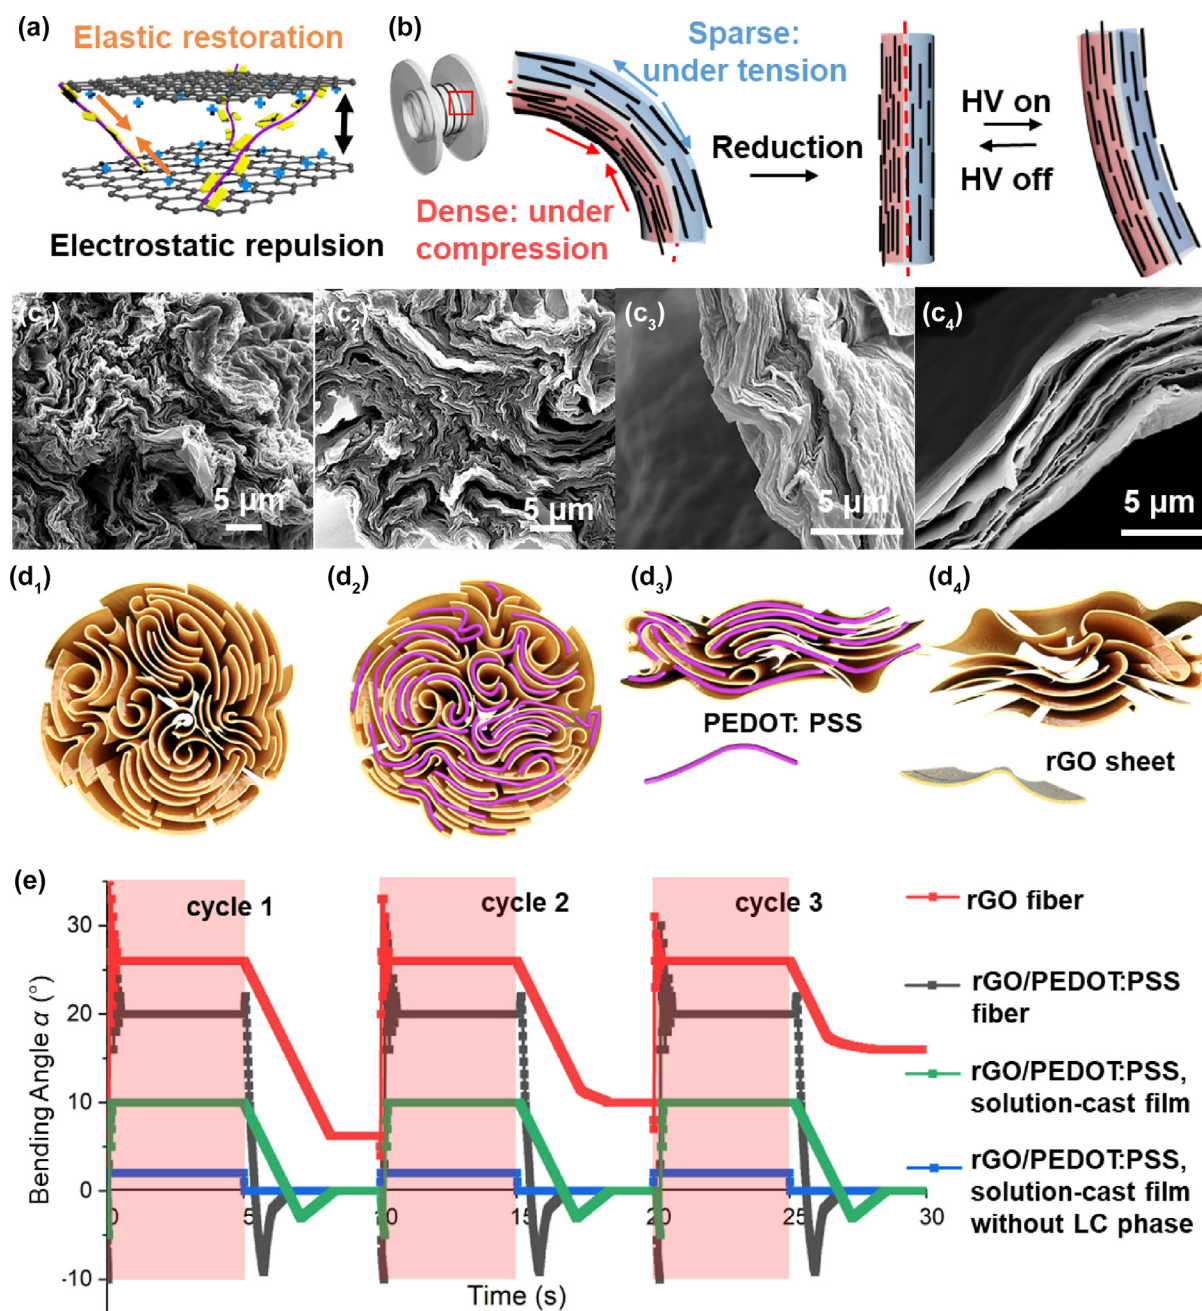 (a)
Elastic restoration
Electrostatic repulsion
(b)
Sparse:
under tension
Dense: under
compression
Reduction
HV on
HV off
(c₁)
5 μm
(c₂)
5 μm
(c₃)
5 μm
(c₄)
5 μm
(d₁)
(d₂)
(d₃)
PEDOT: PSS
(d₄)
rGO sheet
(e)
cycle 1
cycle 2
cycle 3
Bending Angle α (°)
30
20
10
0
-10
0
5
10
15
20
25
30
Time (s)
rGO fiber
rGO/PEDOT:PSS
fiber
rGO/PEDOT:PSS,
solution-cast film
rGO/PEDOT:PSS,
solution-cast film
without LC phase